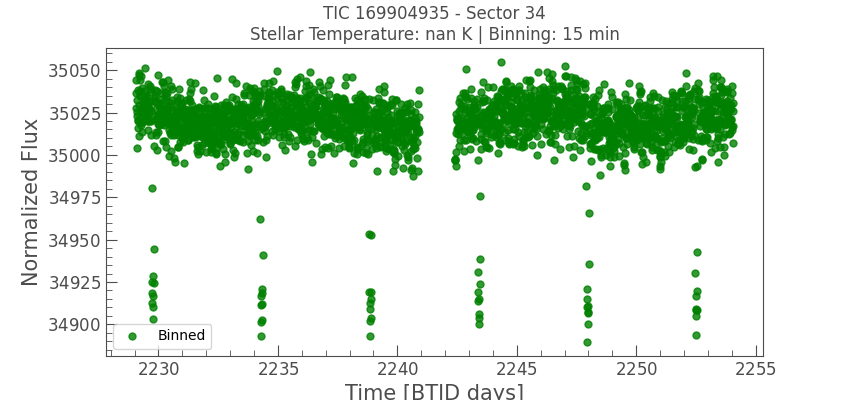 TIC 169904935 - Sector 34
Stellar Temperature: nan K | Binning: 15 min
Normalized Flux
35050
35025
35000
34975
34950
34925
34900
Binned
2230 2235 2240 2245 2250 2255
Time [BTJD days]